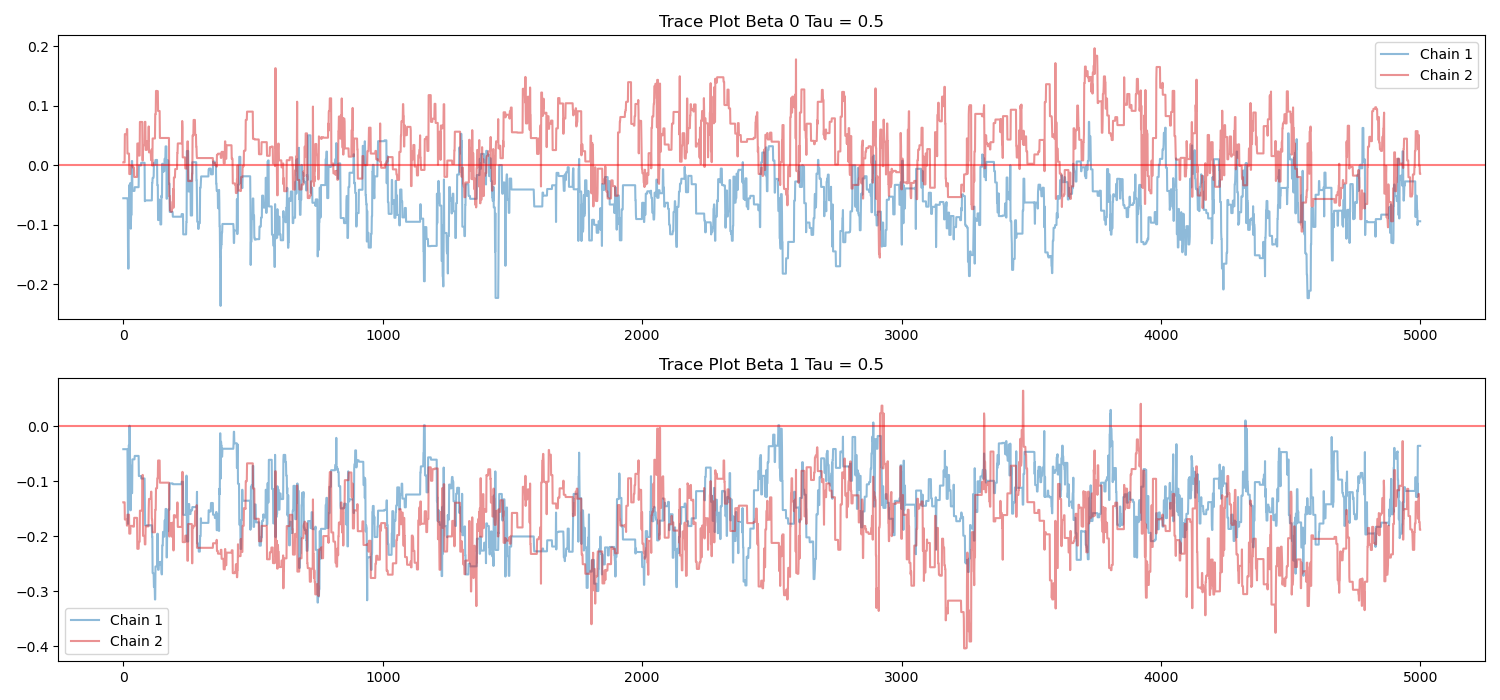 Trace Plot Beta 0 Tau = 0.5
0.2
0.1
0.0
−0.1
−0.2
Chain 1
Chain 2
0 1000 2000 3000 4000 5000
Trace Plot Beta 1 Tau = 0.5
0.0
−0.1
−0.2
−0.3
−0.4
Chain 1
Chain 2
0 1000 2000 3000 4000 5000